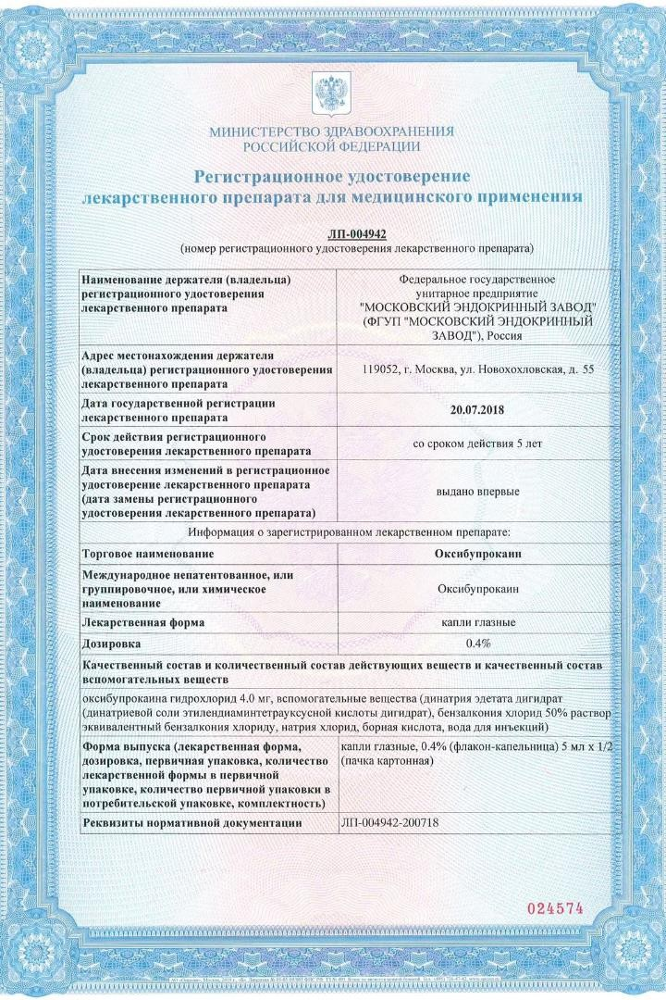 МИНИСТЕРСТВО ЗДРАВООХРАНЕНИЯ
РОССИЙСКОЙ ФЕДЕРАЦИИ
Регистрационное удостоверение
лекарственного препарата для медицинского применения
ЛП-004942
(номер регистрационного удостоверения лекарственного препарата)
Наименование держателя (владельца)
регистрационного удостоверения
лекарственного препарата
Федеральное государственное
унитарное предприятие
"МОСКОВСКИЙ ЭНДОКРИННЫЙ ЗАВОД"
(ФГУП "МОСКОВСКИЙ ЭНДОКРИННЫЙ
ЗАВОД"), Россия
Адрес местонахождения держателя
(владельца) регистрационного удостоверения
лекарственного препарата
119052, г. Москва, ул. Новохохловская, д. 55
Дата государственной регистрации
лекарственного препарата
20.07.2018
Срок действия регистрационного
удостоверения лекарственного препарата
со сроком действия 5 лет
Дата внесения изменений в регистрационное
удостоверение лекарственного препарата
(дата замены регистрационного
удостоверения лекарственного препарата)
выдано впервые
Информация о зарегистрированном лекарственном препарате:
Торговое наименование
Оксибупрокаин
Международное непатентованное, или
группировочное, или химическое
наименование
Оксибупрокаин
Лекарственная форма
капли глазные
Дозировка
0.4%
Качественный состав и количественный состав действующих веществ и качественный состав
вспомогательных веществ
оксибупрокаина гидрохлорид 4.0 мг, вспомогательные вещества (динатрия эдетата дигидрат
(динатриевой соли этилендиаминтетрауксусной кислоты дигидрат), бензалкония хлорид 50% раствор
эквивалентный бензалкония хлориду, натрия хлорид, борная кислота, вода для инъекций)
Форма выпуска (лекарственная форма,
дозировка, первичная упаковка, количество
лекарственной формы в первичной
упаковке, количество первичной упаковки в
потребительской упаковке, комплектность)
капли глазные, 0.4% (флакон-капельница) 5 мл x 1/2
(пачка картонная)
Реквизиты нормативной документации
ЛП-004942-200718
024574